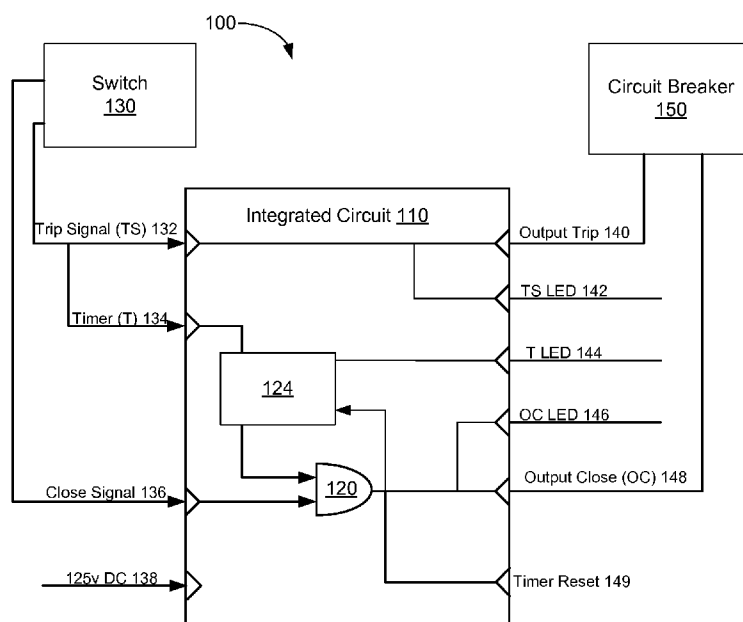 100
Switch
130
Circuit Breaker
150
Integrated Circuit 110
Trip Signal (TS) 132
Output Trip 140
TS LED 142
Timer (T) 134
T LED 144
124
OC LED 146
Close Signal 136
120
Output Close (OC) 148
125v DC 138
Timer Reset 149